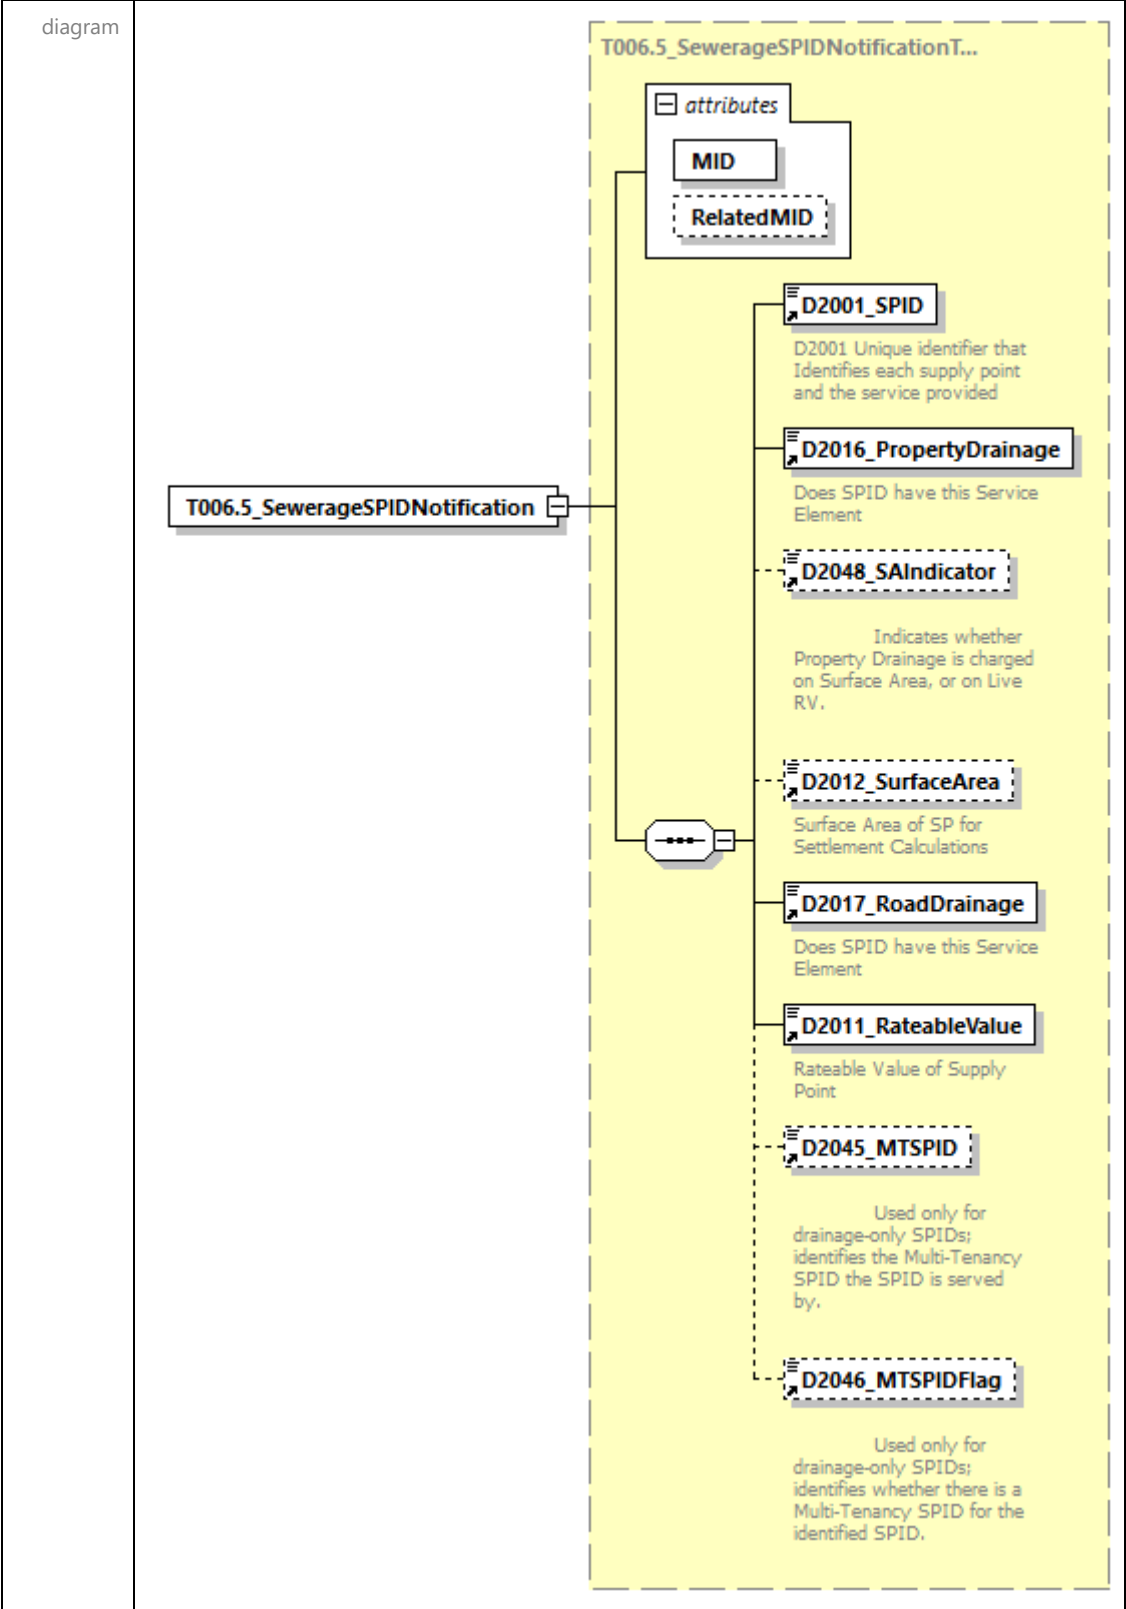 diagram
T006.5_SewerageSPIDNotificationT...
attributes
MID
RelatedMID
D2001_SPID
D2001 Unique identifier that
Identifies each supply point
and the service provided
D2016_PropertyDrainage
Does SPID have this Service
Element
T006.5_SewerageSPIDNotification
D2048_SAIndicator
Indicates whether
Property Drainage is charged
on Surface Area, or on Live
RV.
D2012_SurfaceArea
Surface Area of SP for
Settlement Calculations
D2017_RoadDrainage
Does SPID have this Service
Element
D2011_RateableValue
Rateable Value of Supply
Point
D2045_MTSPID
Used only for
drainage-only SPIDs;
identifies the Multi-Tenancy
SPID the SPID is served
by.
D2046_MTSPIDFlag
Used only for
drainage-only SPIDs;
identifies whether there is a
Multi-Tenancy SPID for the
identified SPID.